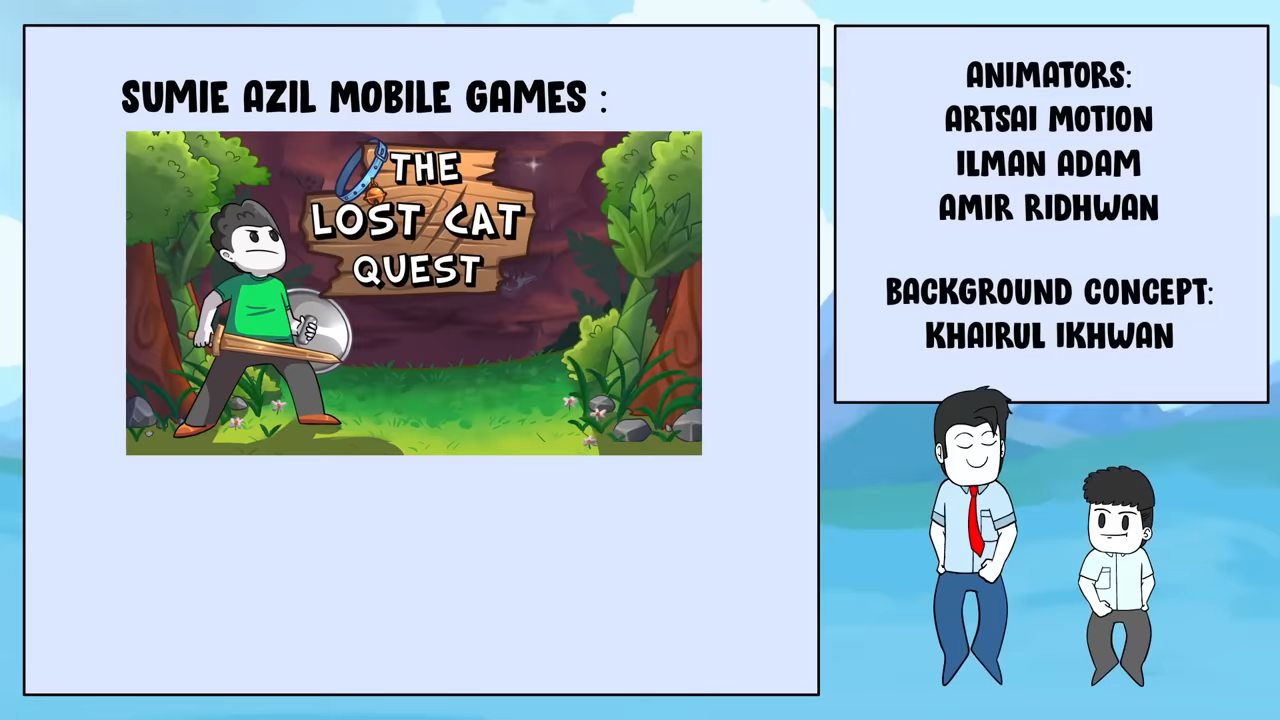 SUMIE AZIL MOBILE GAMES :
THE
LOST CAT
QUEST
ANIMATORS:
ARTSAI MOTION
ILMAN ADAM
AMIR RIDHWAN
BACKGROUND CONCEPT:
KHAIRUL IKHWAN